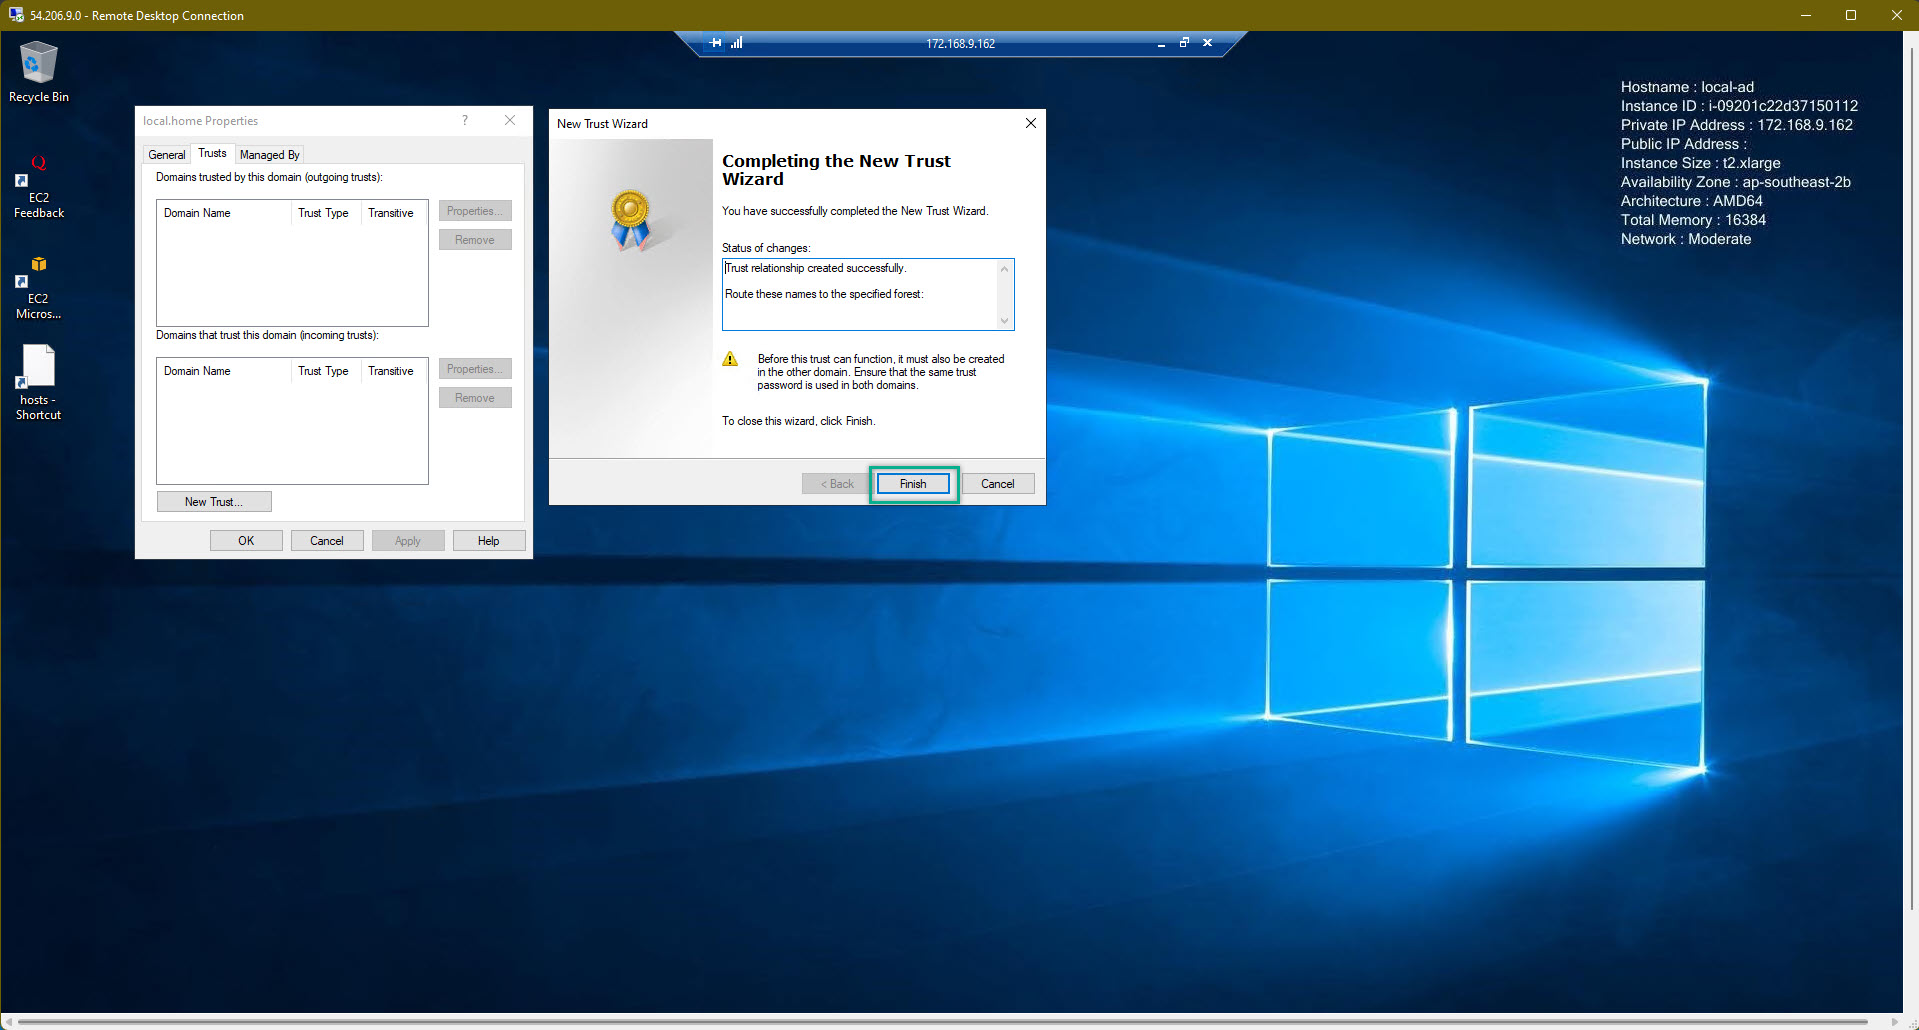 54.206.9.0 - Remote Desktop Connection
172.168.9.162
Recycle Bin
EC2
Feedback
EC2
Micros...
hosts -
Shortcut
Hostname : local-ad
Instance ID : i-09201c22d37150112
Private IP Address : 172.168.9.162
Public IP Address :
Instance Size : t2.xlarge
Availability Zone : ap-southeast-2b
Architecture : AMD64
Total Memory : 16384
Network : Moderate
local.home Properties
?
General Trusts Managed By
Domains trusted by this domain (outgoing trusts):
Domain Name Trust Type Transitive
Properties...
Remove
Domains that trust this domain (incoming trusts):
Domain Name Trust Type Transitive
Properties...
Remove
New Trust...
OK Cancel Apply Help
New Trust Wizard
Completing the New Trust
Wizard
You have successfully completed the New Trust Wizard.
Status of changes:
Trust relationship created successfully.
Route these names to the specified forest:
Before this trust can function, it must also be created
in the other domain. Ensure that the same trust
password is used in both domains.
To close this wizard, click Finish.
< Back Finish Cancel